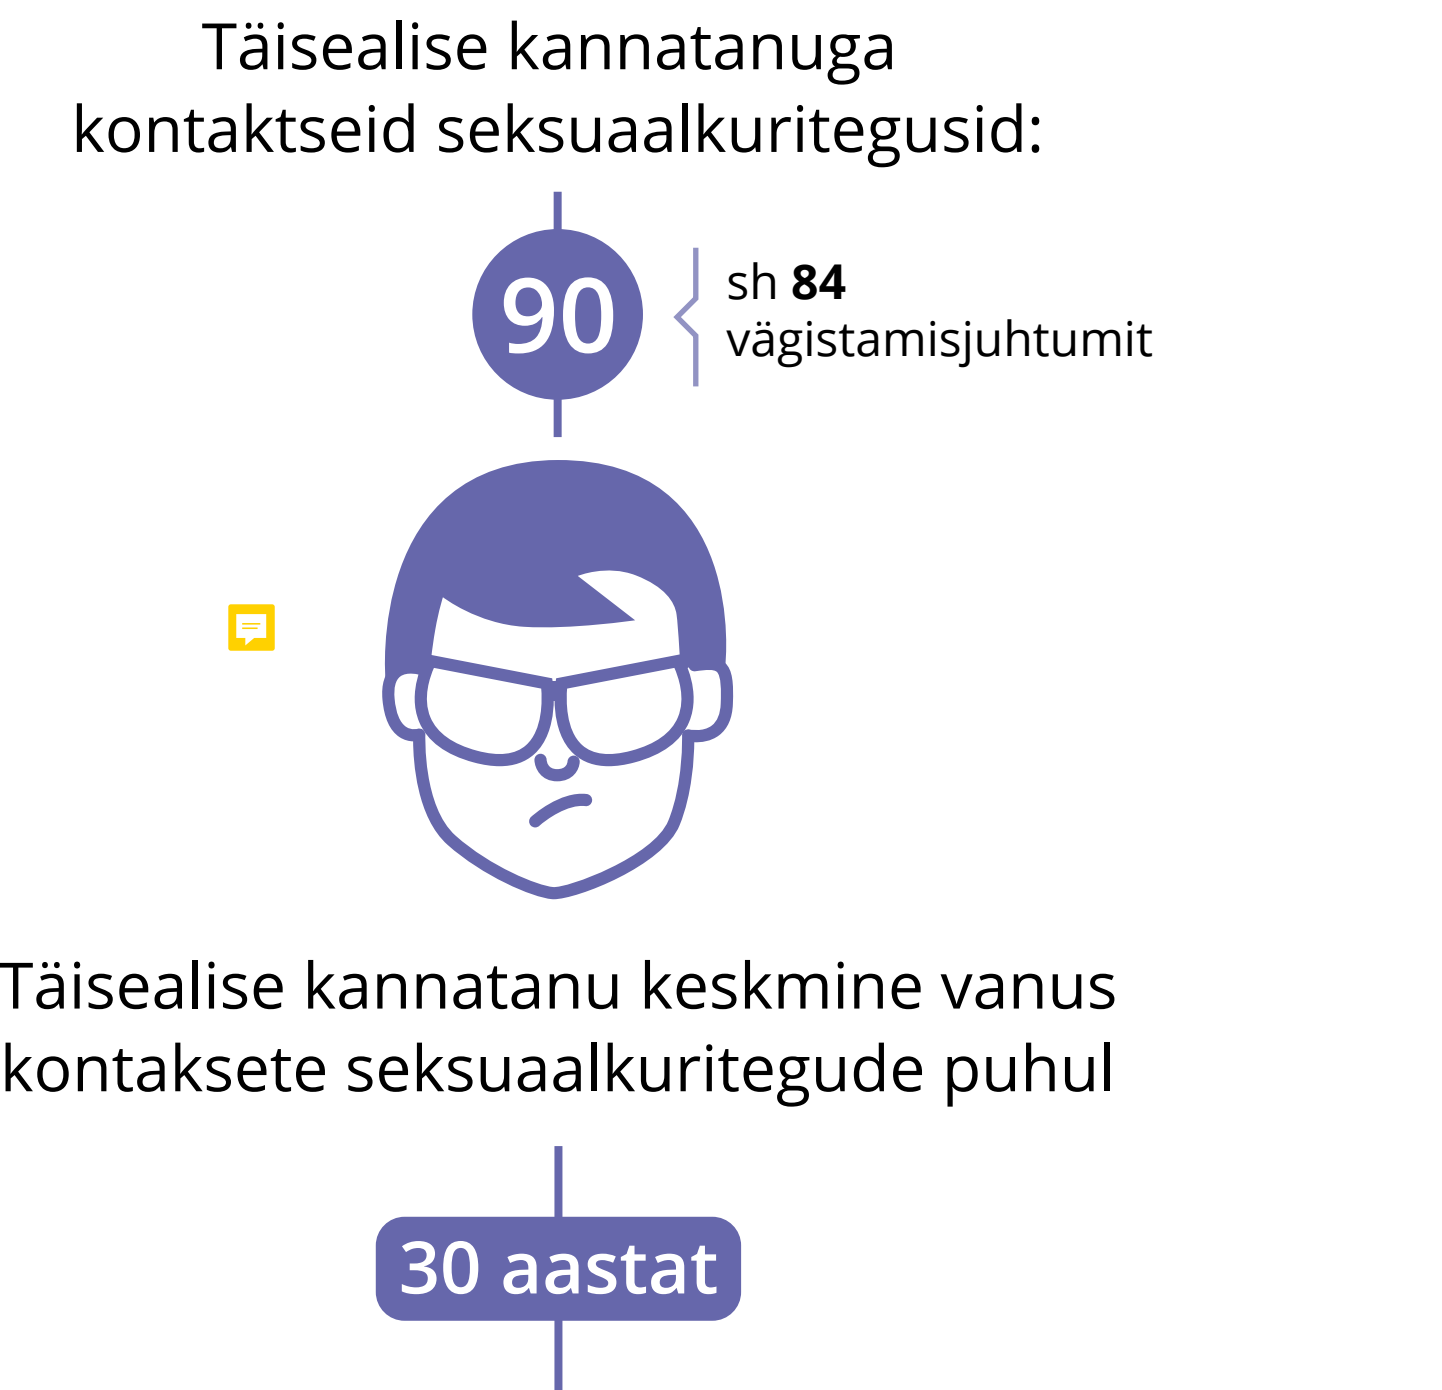 Täisealise kannatanuga
kontaktseid seksuaalkuritegusid:
90
sh 84
vägistamisjuhtumit
Täisealise kannatanu keskmine vanus
kontaksete seksuaalkuritegude puhul
30 aastat